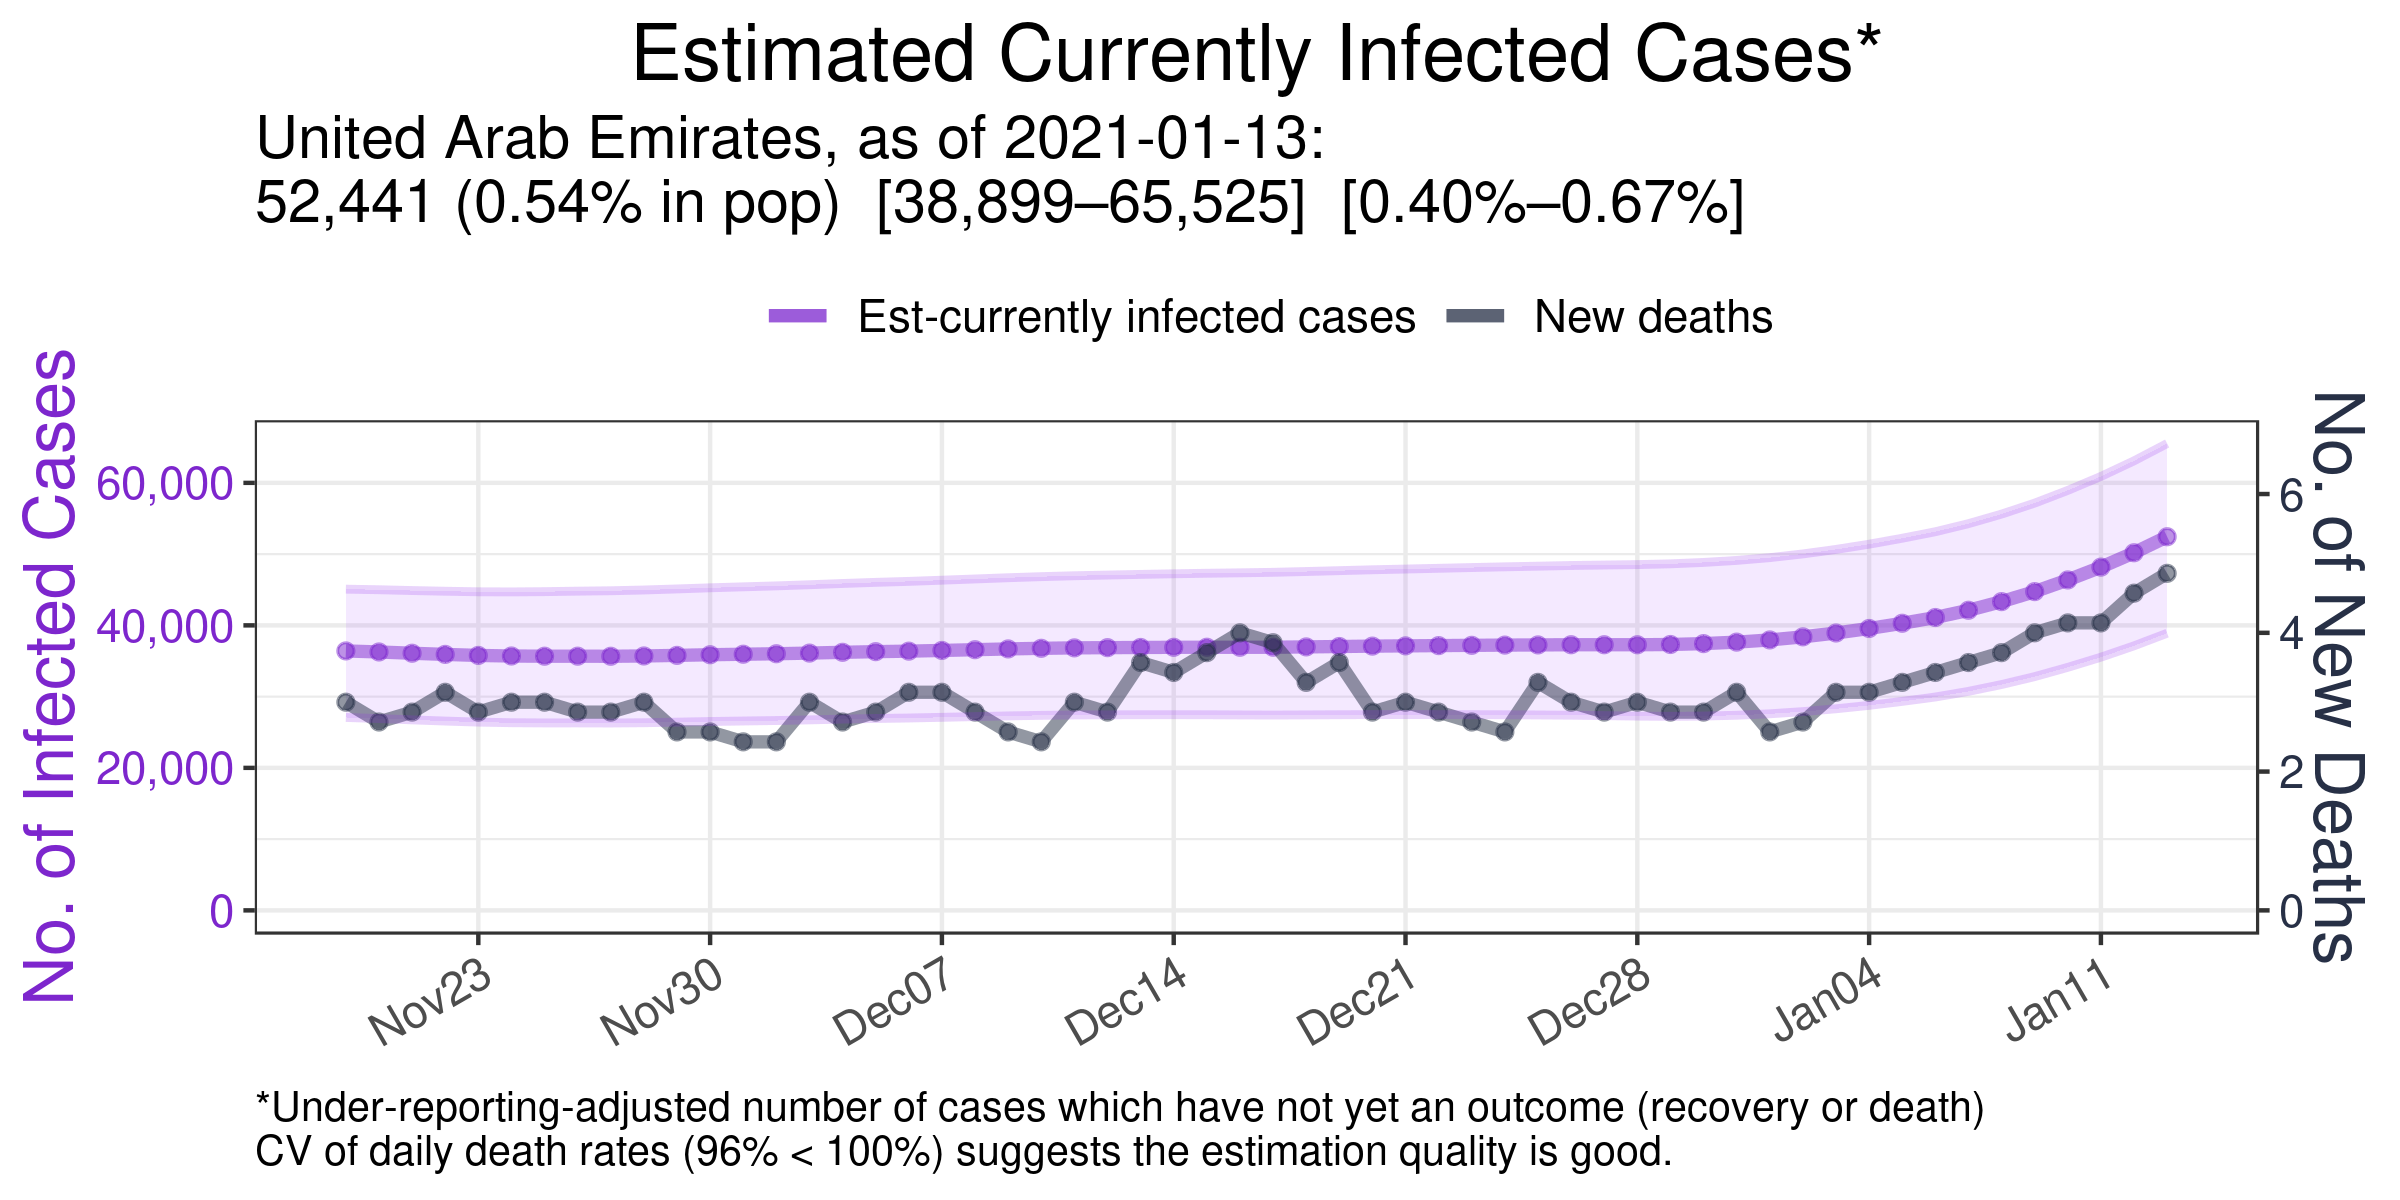 Estimated Currently Infected Cases*
United Arab Emirates, as of 2021-01-13:
52,441 (0.54% in pop)  [38,899–65,525]  [0.40%–0.67%]
Est-currently infected cases
New deaths
No. of Infected Cases
60,000
40,000
20,000
0
6
4
2
0
No. of New Deaths
Nov23
Nov30
Dec07
Dec14
Dec21
Dec28
Jan04
Jan11
*Under-reporting-adjusted number of cases which have not yet an outcome (recovery or death)
CV of daily death rates (96% < 100%) suggests the estimation quality is good.